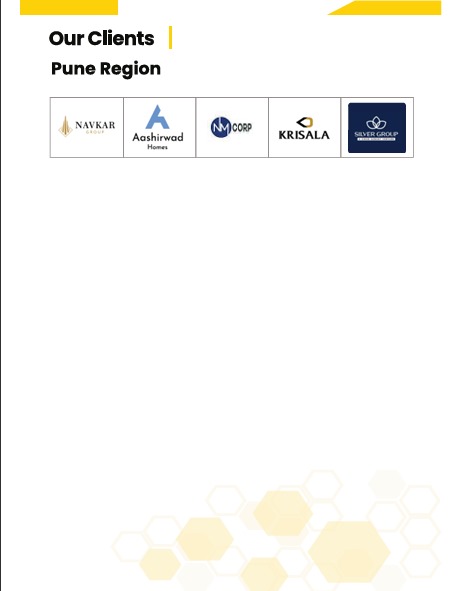 Our Clients
Pune Region
NAVKAR
GROUP
Aashirwad
Homes
NM CORP
KRISALA
SILVER GROUP